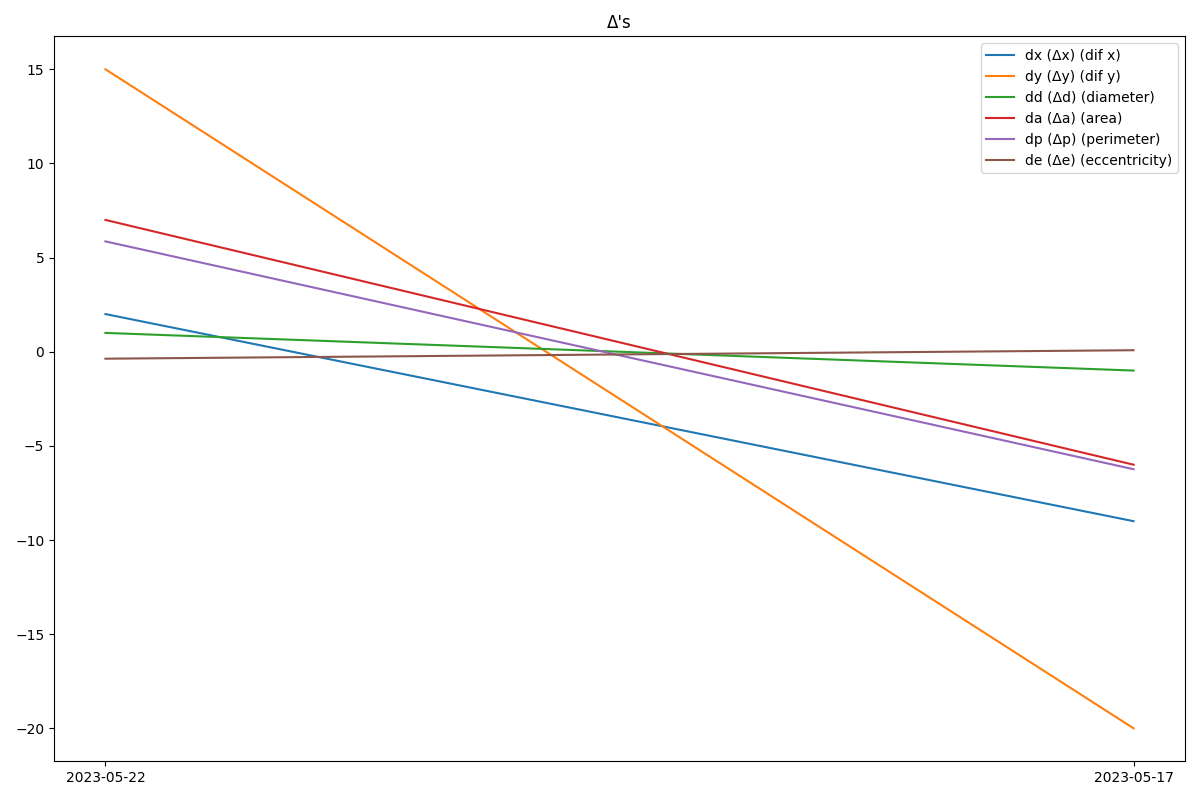 Δ's
dx (Δx) (dif x)
dy (Δy) (dif y)
dd (Δd) (diameter)
da (Δa) (area)
dp (Δp) (perimeter)
de (Δe) (eccentricity)
15
10
5
0
−5
−10
−15
−20
2023-05-22 2023-05-17